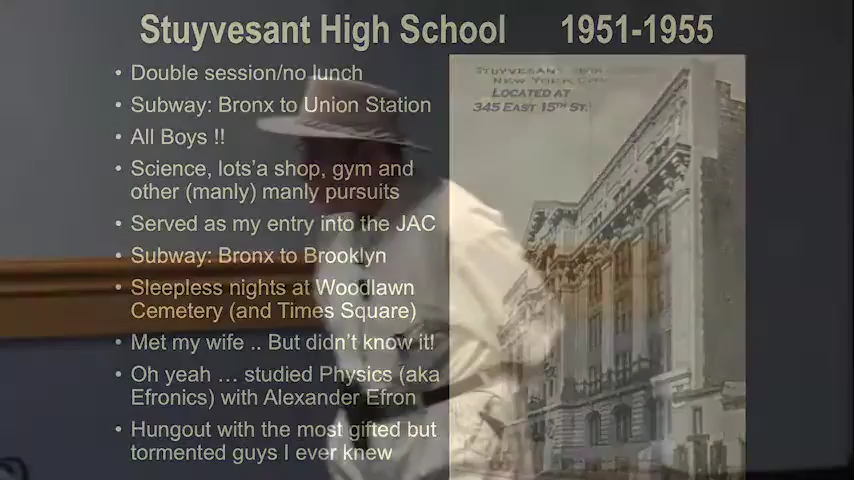 Stuyvesant High School 1951-1955
• Double session/no lunch
• Subway: Bronx to Union Station
• All Boys !!
• Science, lots'a shop, gym and
other (manly) manly pursuits
• Served as my entry into the JAC
• Subway: Bronx to Brooklyn
• Sleepless nights at Woodlawn
Cemetery (and Times Square)
• Met my wife .. But didn't know it!
• Oh yeah … studied Physics (aka
Efronics) with Alexander Efron
• Hungout with the most gifted but
tormented guys I ever knew
STUYVESANT HIGH
NEW YORK CITY
LOCATED AT
345 EAST 15TH ST.